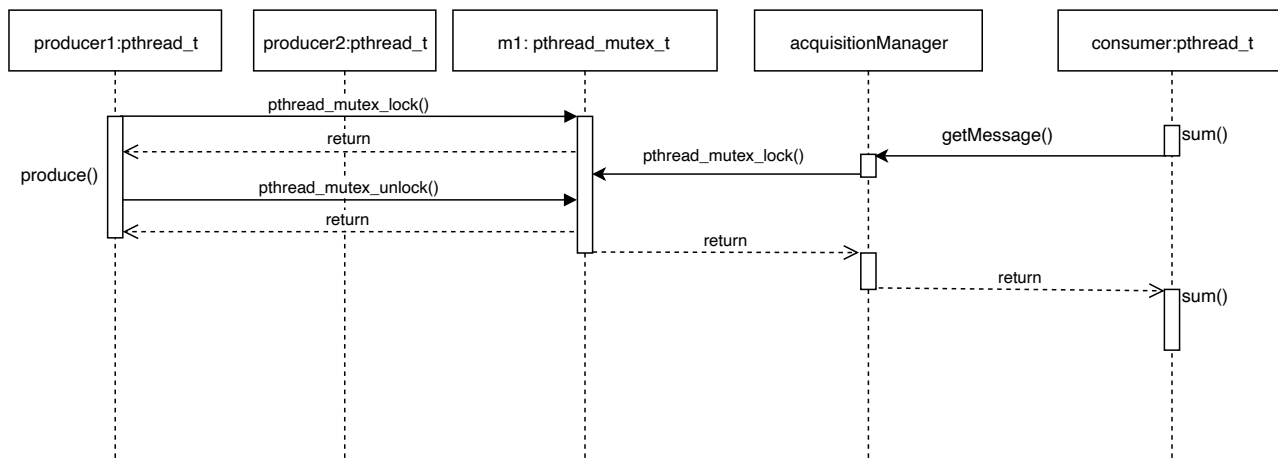 producer1:pthread_t
producer2:pthread_t
m1: pthread_mutex_t
acquisitionManager
consumer:pthread_t
pthread_mutex_lock()
sum()
getMessage()
return
pthread_mutex_lock()
produce()
pthread_mutex_unlock()
return
return
return
sum()